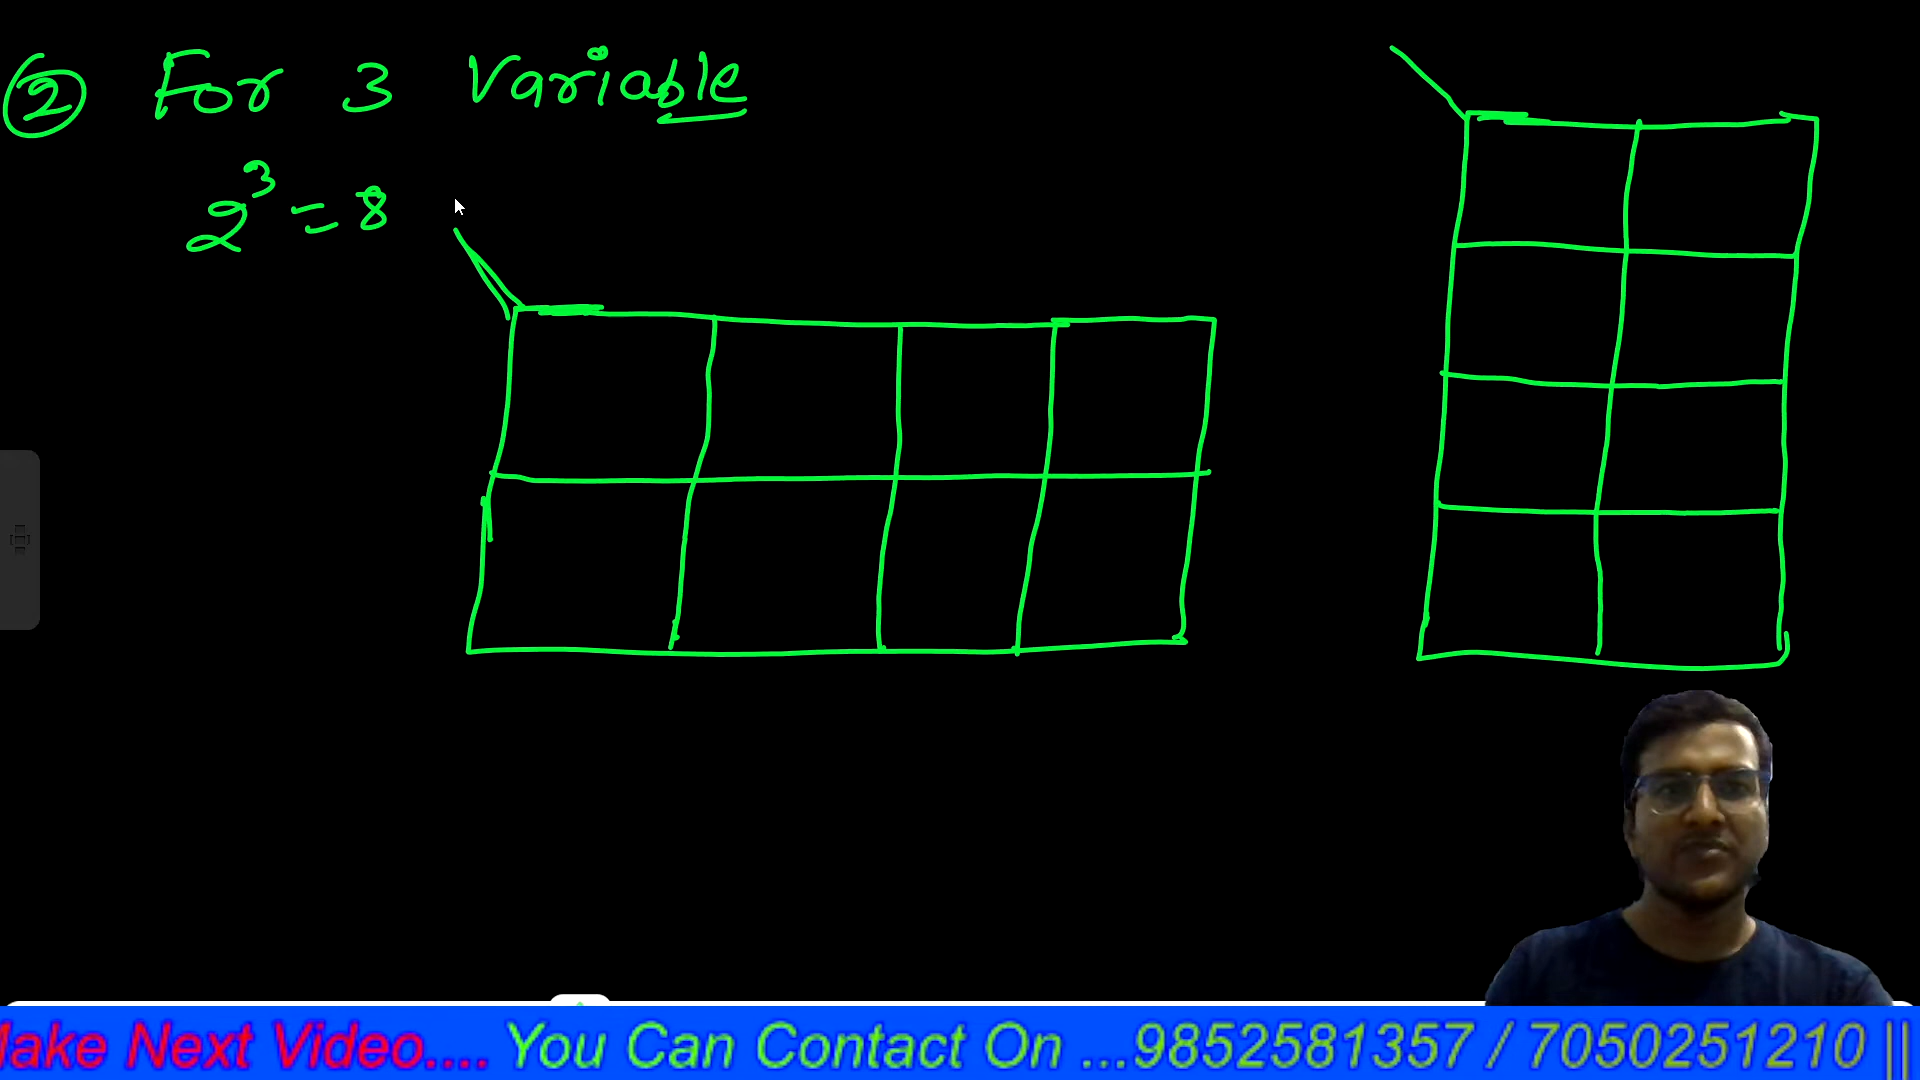 ② For 3 Variable
2³ = 8
Make Next Video.... You Can Contact On ...9852581357 / 7050251210 ||